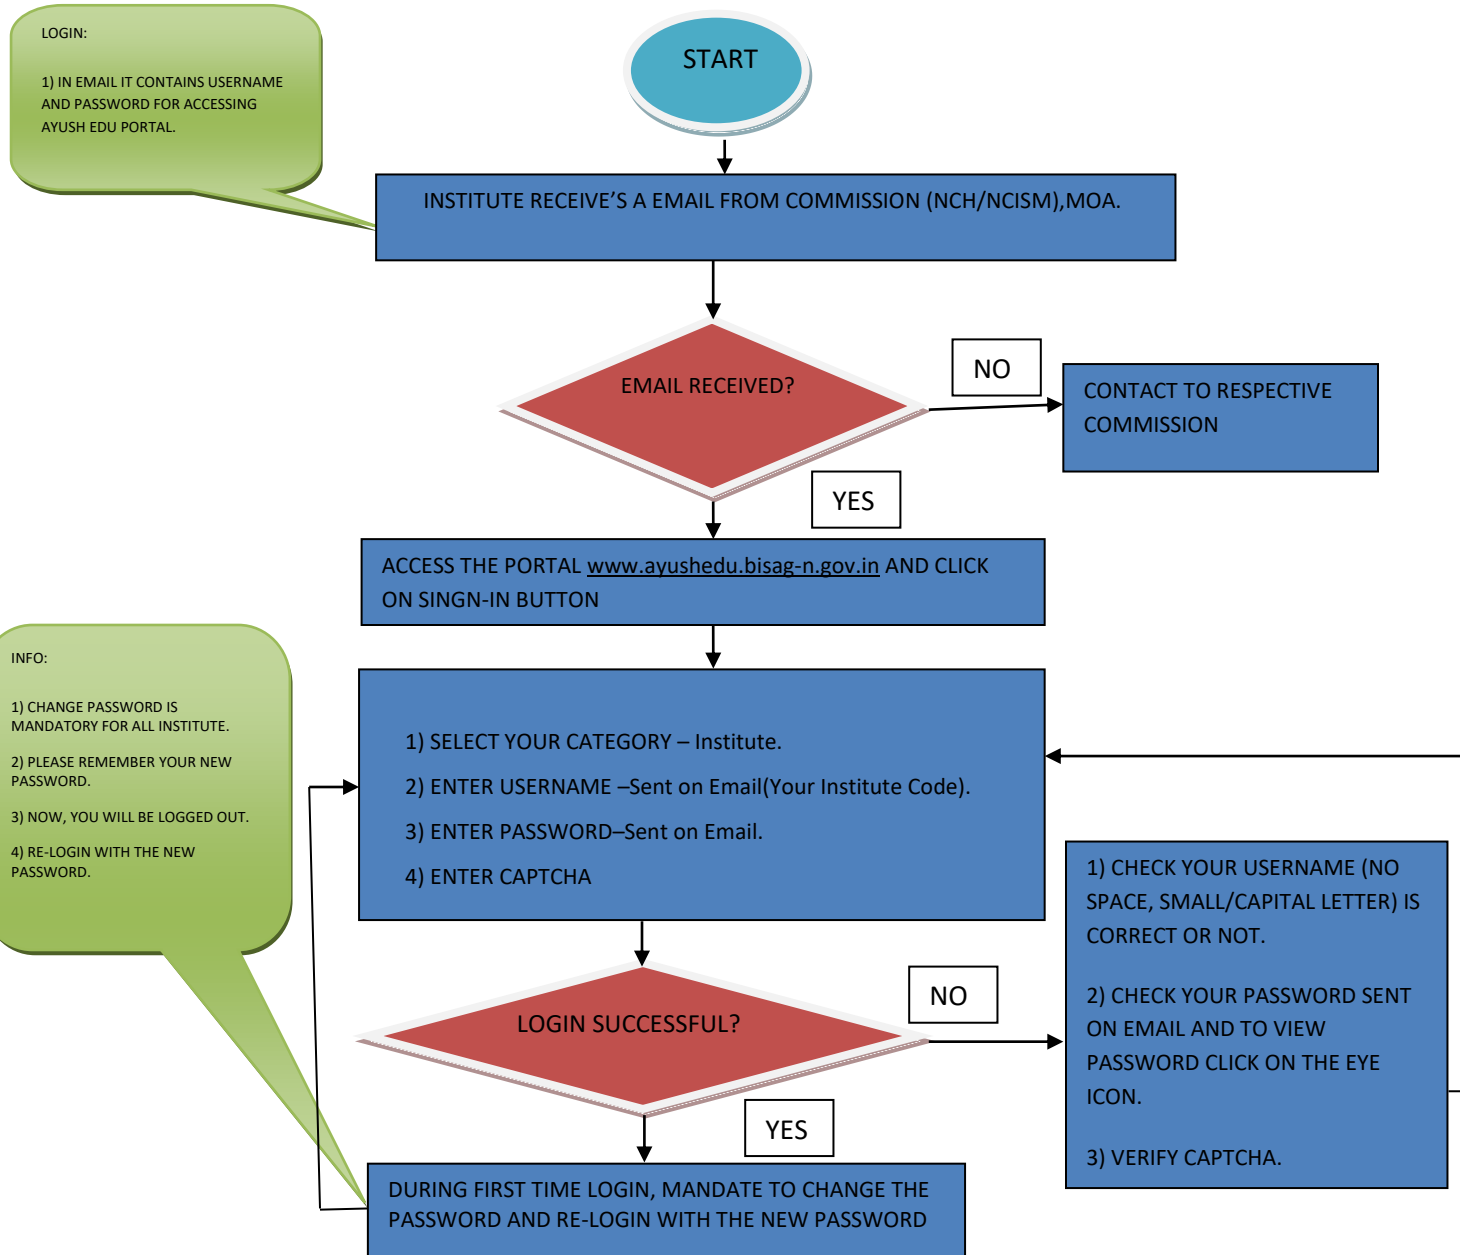 LOGIN:
1) IN EMAIL IT CONTAINS USERNAME
AND PASSWORD FOR ACCESSING
AYUSH EDU PORTAL.
START
INSTITUTE RECEIVE’S A EMAIL FROM COMMISSION (NCH/NCISM),MOA.
EMAIL RECEIVED?
NO
CONTACT TO RESPECTIVE
COMMISSION
YES
ACCESS THE PORTAL www.ayushedu.bisag-n.gov.in AND CLICK
ON SINGN-IN BUTTON
INFO:
1) CHANGE PASSWORD IS
MANDATORY FOR ALL INSTITUTE.
2) PLEASE REMEMBER YOUR NEW
PASSWORD.
3) NOW, YOU WILL BE LOGGED OUT.
4) RE-LOGIN WITH THE NEW
PASSWORD.
1) SELECT YOUR CATEGORY – Institute.
2) ENTER USERNAME –Sent on Email(Your Institute Code).
3) ENTER PASSWORD–Sent on Email.
4) ENTER CAPTCHA
LOGIN SUCCESSFUL?
NO
1) CHECK YOUR USERNAME (NO
SPACE, SMALL/CAPITAL LETTER) IS
CORRECT OR NOT.
2) CHECK YOUR PASSWORD SENT
ON EMAIL AND TO VIEW
PASSWORD CLICK ON THE EYE
ICON.
3) VERIFY CAPTCHA.
YES
DURING FIRST TIME LOGIN, MANDATE TO CHANGE THE
PASSWORD AND RE-LOGIN WITH THE NEW PASSWORD